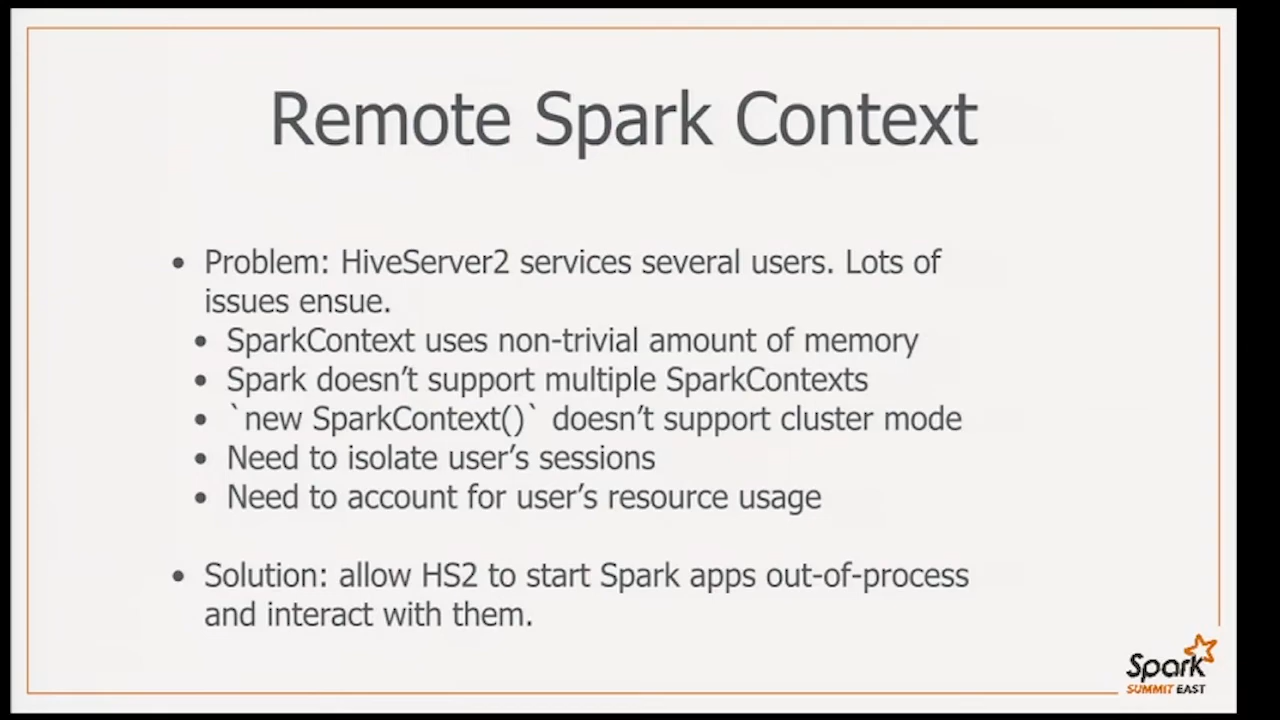 Remote Spark Context
• Problem: HiveServer2 services several users. Lots of
issues ensue.
• SparkContext uses non-trivial amount of memory
• Spark doesn’t support multiple SparkContexts
• `new SparkContext()` doesn’t support cluster mode
• Need to isolate user’s sessions
• Need to account for user’s resource usage
• Solution: allow HS2 to start Spark apps out-of-process
and interact with them.
Spark
SUMMIT EAST